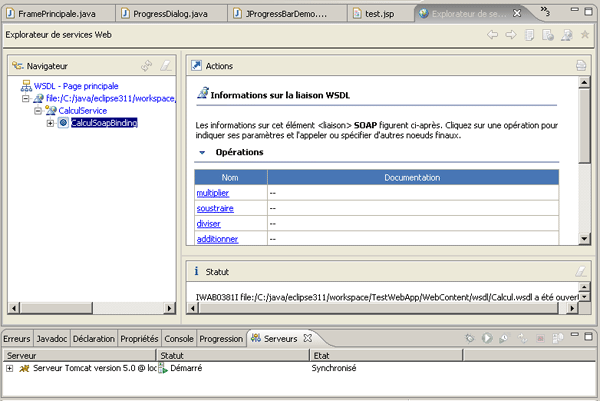 FramePrincipale.java
ProgressDialog.java
JProgressBarDemo....
test.jsp
Explorateur de se...
»3
Explorateur de services Web
Navigateur
WSDL - Page principale
file:/C:/java/eclipse311/workspace,
CalculService
CalculSoapBinding
Actions
Informations sur la liaison WSDL
Les informations sur cet élément <liaison> SOAP figurent ci-après. Cliquez sur une opération pour
indiquer ses paramètres et l'appeler ou spécifier d'autres noeuds finaux.
Opérations
Nom Documentation
multiplier --
soustraire --
diviser --
additionner --
i Statut
IWAB0381I file:/C:/java/eclipse311/workspace/TestWebApp/WebContent/wsdl/Calcul.wsdl a été ouver
Erreurs Javadoc Déclaration Propriétés Console Progression Serveurs
Serveur Statut Etat
Serveur Tomcat version 5.0 @ loc Démarré Synchronisé